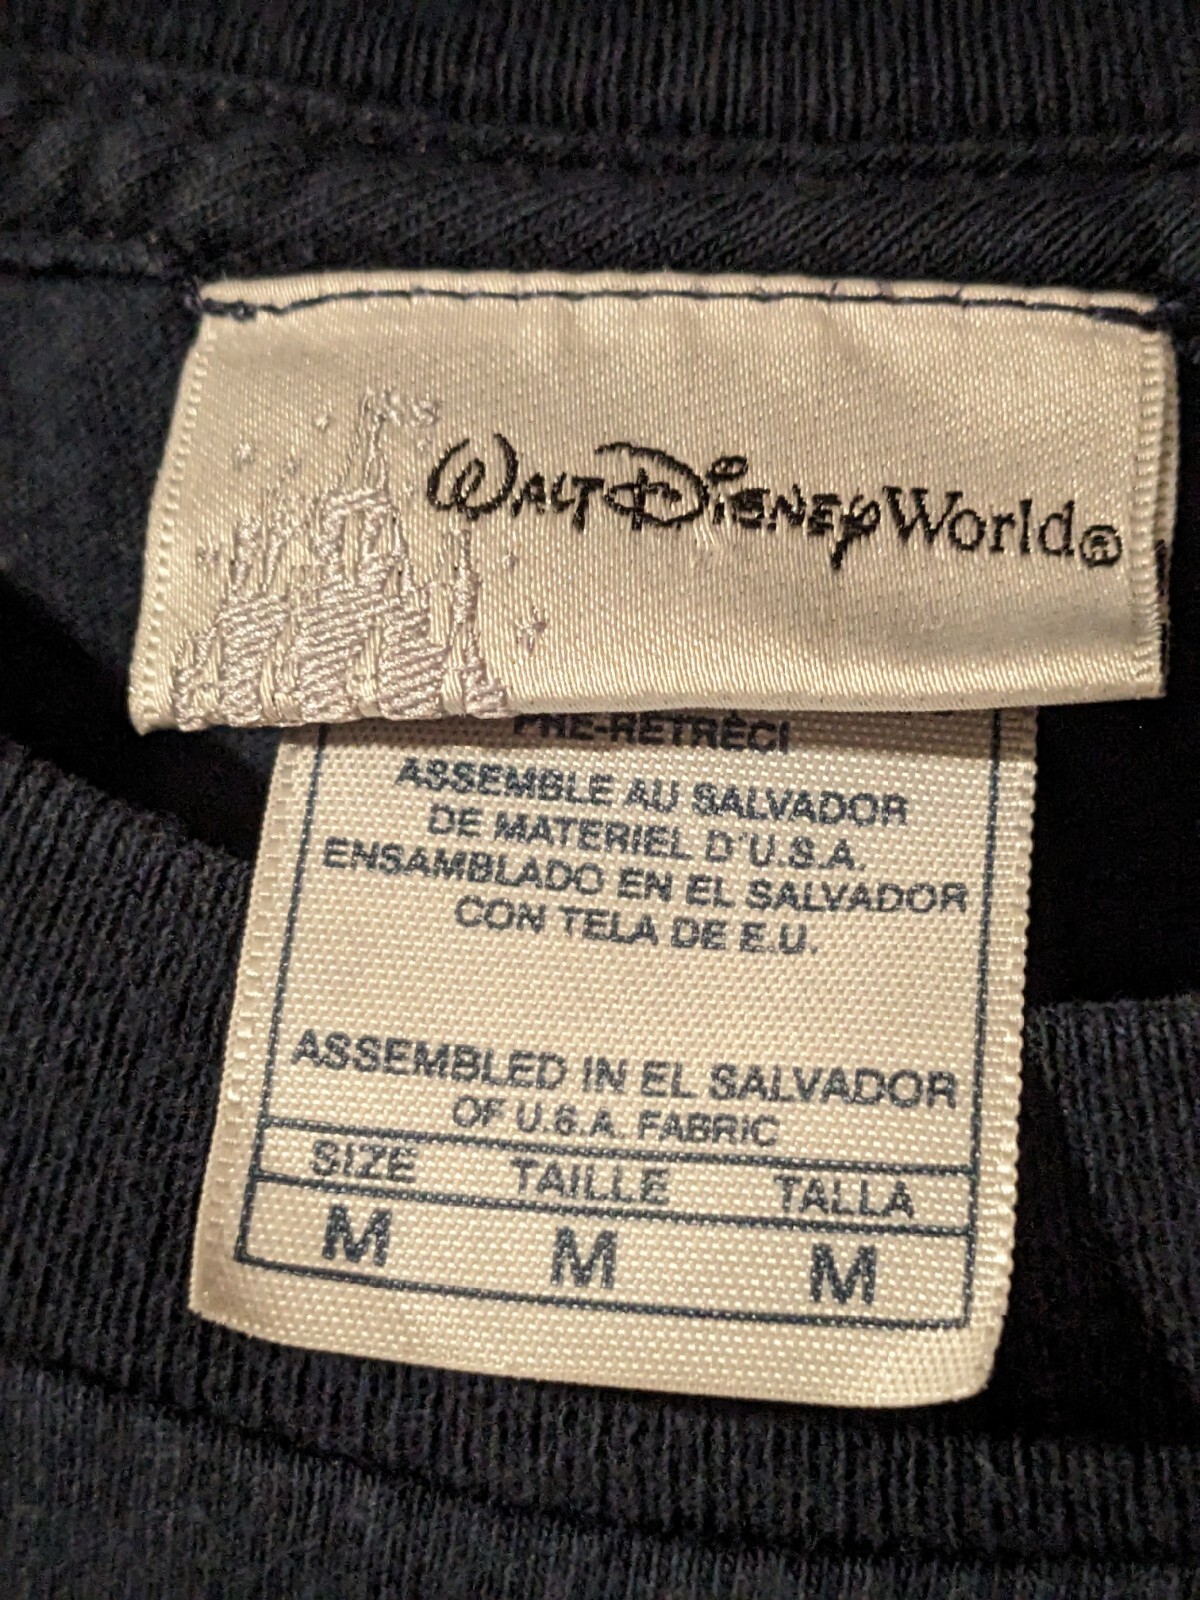 WALT DISNEY World®
PRE-RETRÉCI
ASSEMBLE AU SALVADOR
DE MATERIEL D'U.S.A.
ENSAMBLADO EN EL SALVADOR
CON TELA DE E.U.
ASSEMBLED IN EL SALVADOR
OF U.S.A. FABRIC
SIZE TAILLE TALLA
M M M